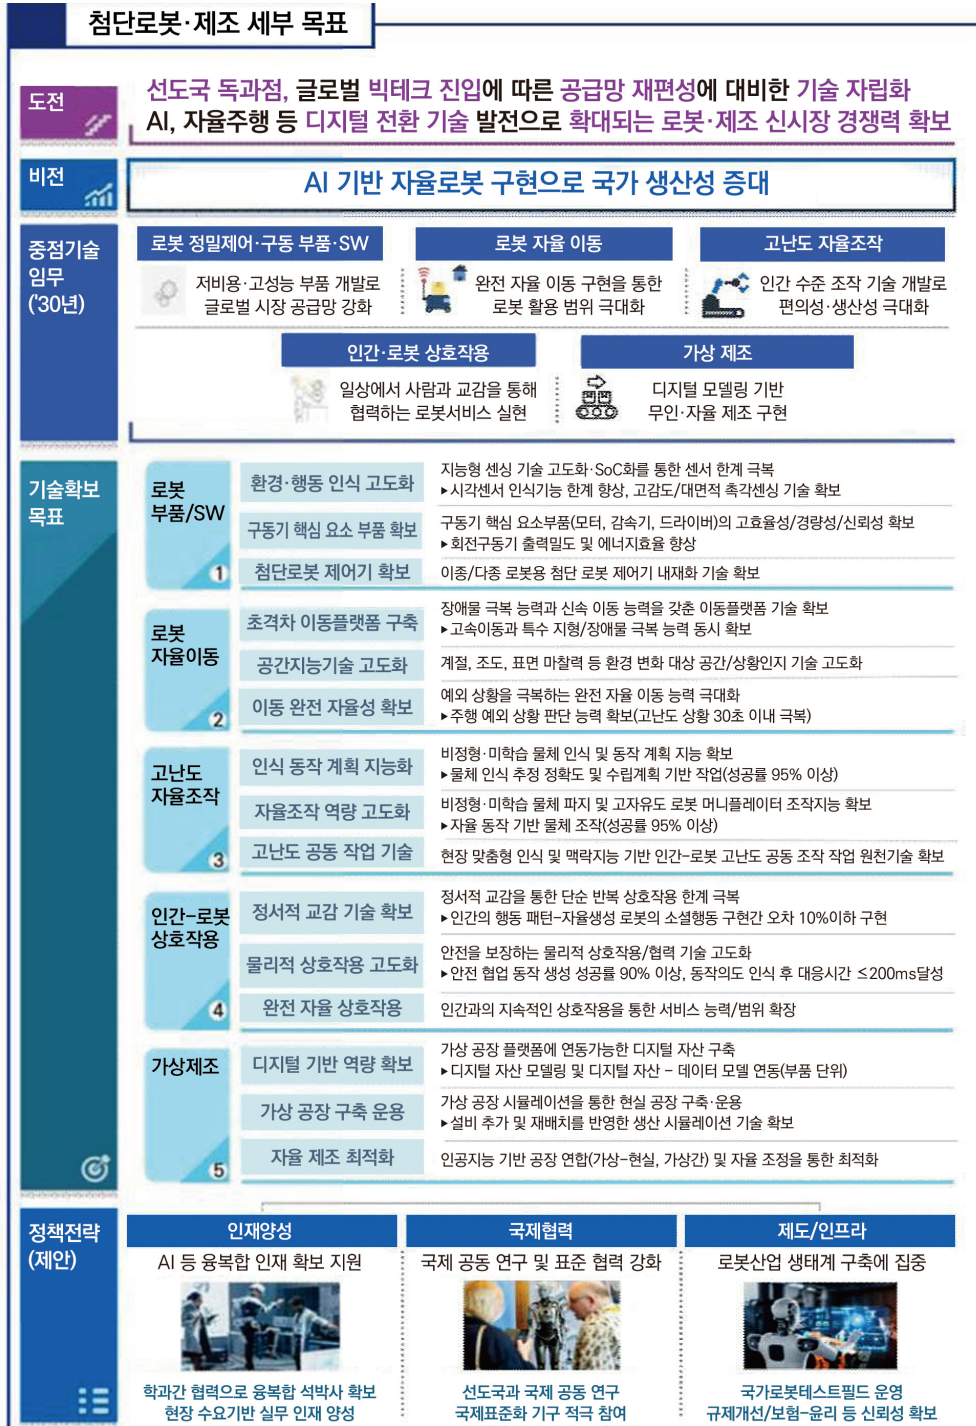 첨단로봇·제조 세부 목표
도전
선도국 독과점, 글로벌 빅테크 진입에 따른 공급망 재편성에 대비한 기술 자립화
AI, 자율주행 등 디지털 전환 기술 발전으로 확대되는 로봇·제조 신시장 경쟁력 확보
비전
AI 기반 자율로봇 구현으로 국가 생산성 증대
중점기술
임무
('30년)
로봇 정밀제어·구동 부품·SW
저비용·고성능 부품 개발로
글로벌 시장 공급망 강화
로봇 자율 이동
완전 자율 이동 구현을 통한
로봇 활용 범위 극대화
고난도 자율조작
인간 수준 조작 기술 개발로
편의성·생산성 극대화
인간·로봇 상호작용
일상에서 사람과 교감을 통해
협력하는 로봇서비스 실현
가상 제조
디지털 모델링 기반
무인·자율 제조 구현
기술확보
목표
로봇
부품/SW
1
환경·행동 인식 고도화
지능형 센싱 기술 고도화·SoC화를 통한 센서 한계 극복
▶시각센서 인식기능 한계 향상, 고감도/대면적 촉각센싱 기술 확보
구동기 핵심 요소 부품 확보
구동기 핵심 요소부품(모터, 감속기, 드라이버)의 고효율성/경량성/신뢰성 확보
▶회전구동기 출력밀도 및 에너지효율 향상
첨단로봇 제어기 확보
이종/다종 로봇용 첨단 로봇 제어기 내재화 기술 확보
로봇
자율이동
2
초격차 이동플랫폼 구축
장애물 극복 능력과 신속 이동 능력을 갖춘 이동플랫폼 기술 확보
▶고속이동과 특수 지형/장애물 극복 능력 동시 확보
공간지능기술 고도화
계절, 조도, 표면 마찰력 등 환경 변화 대상 공간/상황인지 기술 고도화
이동 완전 자율성 확보
예외 상황을 극복하는 완전 자율 이동 능력 극대화
▶주행 예외 상황 판단 능력 확보(고난도 상황 30초 이내 극복)
고난도
자율조작
3
인식 동작 계획 지능화
비정형·미학습 물체 인식 및 동작 계획 지능 확보
▶물체 인식 추정 정확도 및 수립계획 기반 작업(성공률 95% 이상)
자율조작 역량 고도화
비정형·미학습 물체 파지 및 고자유도 로봇 머니퓰레이터 조작지능 확보
▶자율 동작 기반 물체 조작(성공률 95% 이상)
고난도 공동 작업 기술
현장 맞춤형 인식 및 맥락지능 기반 인간-로봇 고난도 공동 조작 작업 원천기술 확보
인간-로봇
상호작용
4
정서적 교감 기술 확보
정서적 교감을 통한 단순 반복 상호작용 한계 극복
▶인간의 행동 패턴-자율생성 로봇의 소셜행동 구현간 오차 10%이하 구현
물리적 상호작용 고도화
안전을 보장하는 물리적 상호작용/협력 기술 고도화
▶안전 협업 동작 생성 성공률 90% 이상, 동작의도 인식 후 대응시간 ≤200ms달성
완전 자율 상호작용
인간과의 지속적인 상호작용을 통한 서비스 능력/범위 확장
가상제조
5
디지털 기반 역량 확보
가상 공장 플랫폼에 연동가능한 디지털 자산 구축
▶디지털 자산 모델링 및 디지털 자산 - 데이터 모델 연동(부품 단위)
가상 공장 구축 운용
가상 공장 시뮬레이션을 통한 현실 공장 구축·운용
▶설비 추가 및 재배치를 반영한 생산 시뮬레이션 기술 확보
자율 제조 최적화
인공지능 기반 공장 연합(가상-현실, 가상간) 및 자율 조정을 통한 최적화
정책전략
(제안)
인재양성
AI 등 융복합 인재 확보 지원
학과간 협력으로 융복합 석박사 확보
현장 수요기반 실무 인재 양성
국제협력
국제 공동 연구 및 표준 협력 강화
선도국과 국제 공동 연구
국제표준화 기구 적극 참여
제도/인프라
로봇산업 생태계 구축에 집중
국가로봇테스트필드 운영
규제개선/보험-윤리 등 신뢰성 확보